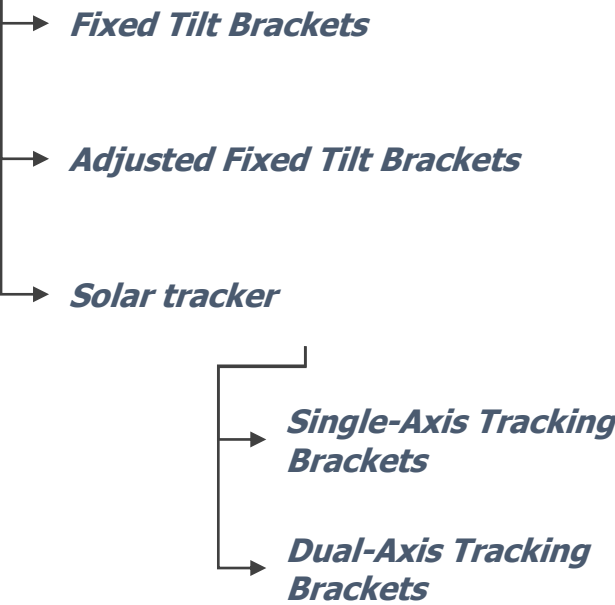 Fixed Tilt Brackets
Adjusted Fixed Tilt Brackets
Solar tracker
Single-Axis Tracking
Brackets
Dual-Axis Tracking
Brackets